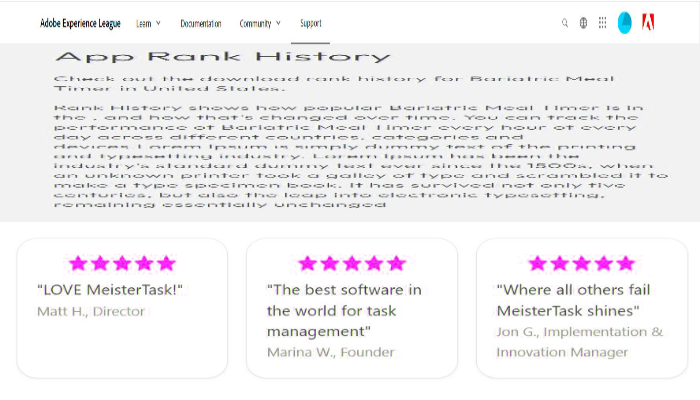 Adobe Experience League Learn Documentation Community Support
App Rank History
Check out the download rank history for Bariatric Meal
Timer in United States.
Rank History shows how popular Bariatric Meal Timer is in
the , and how that's changed over time. You can track the
performance of Bariatric Meal Timer every hour of every
day across different countries, categories and
devices.Lorem Ipsum is simply dummy text of the printing
and typesetting industry. Lorem Ipsum has been the
industry's standard dummy text ever since the 1500s, when
an unknown printer took a galley of type and scrambled it to
make a type specimen book. It has survived not only five
centuries, but also the leap into electronic typesetting,
remaining essentially unchanged
"LOVE MeisterTask!"
Matt H., Director
"The best software in
the world for task
management"
Marina W., Founder
"Where all others fail
MeisterTask shines"
Jon G., Implementation &
Innovation Manager